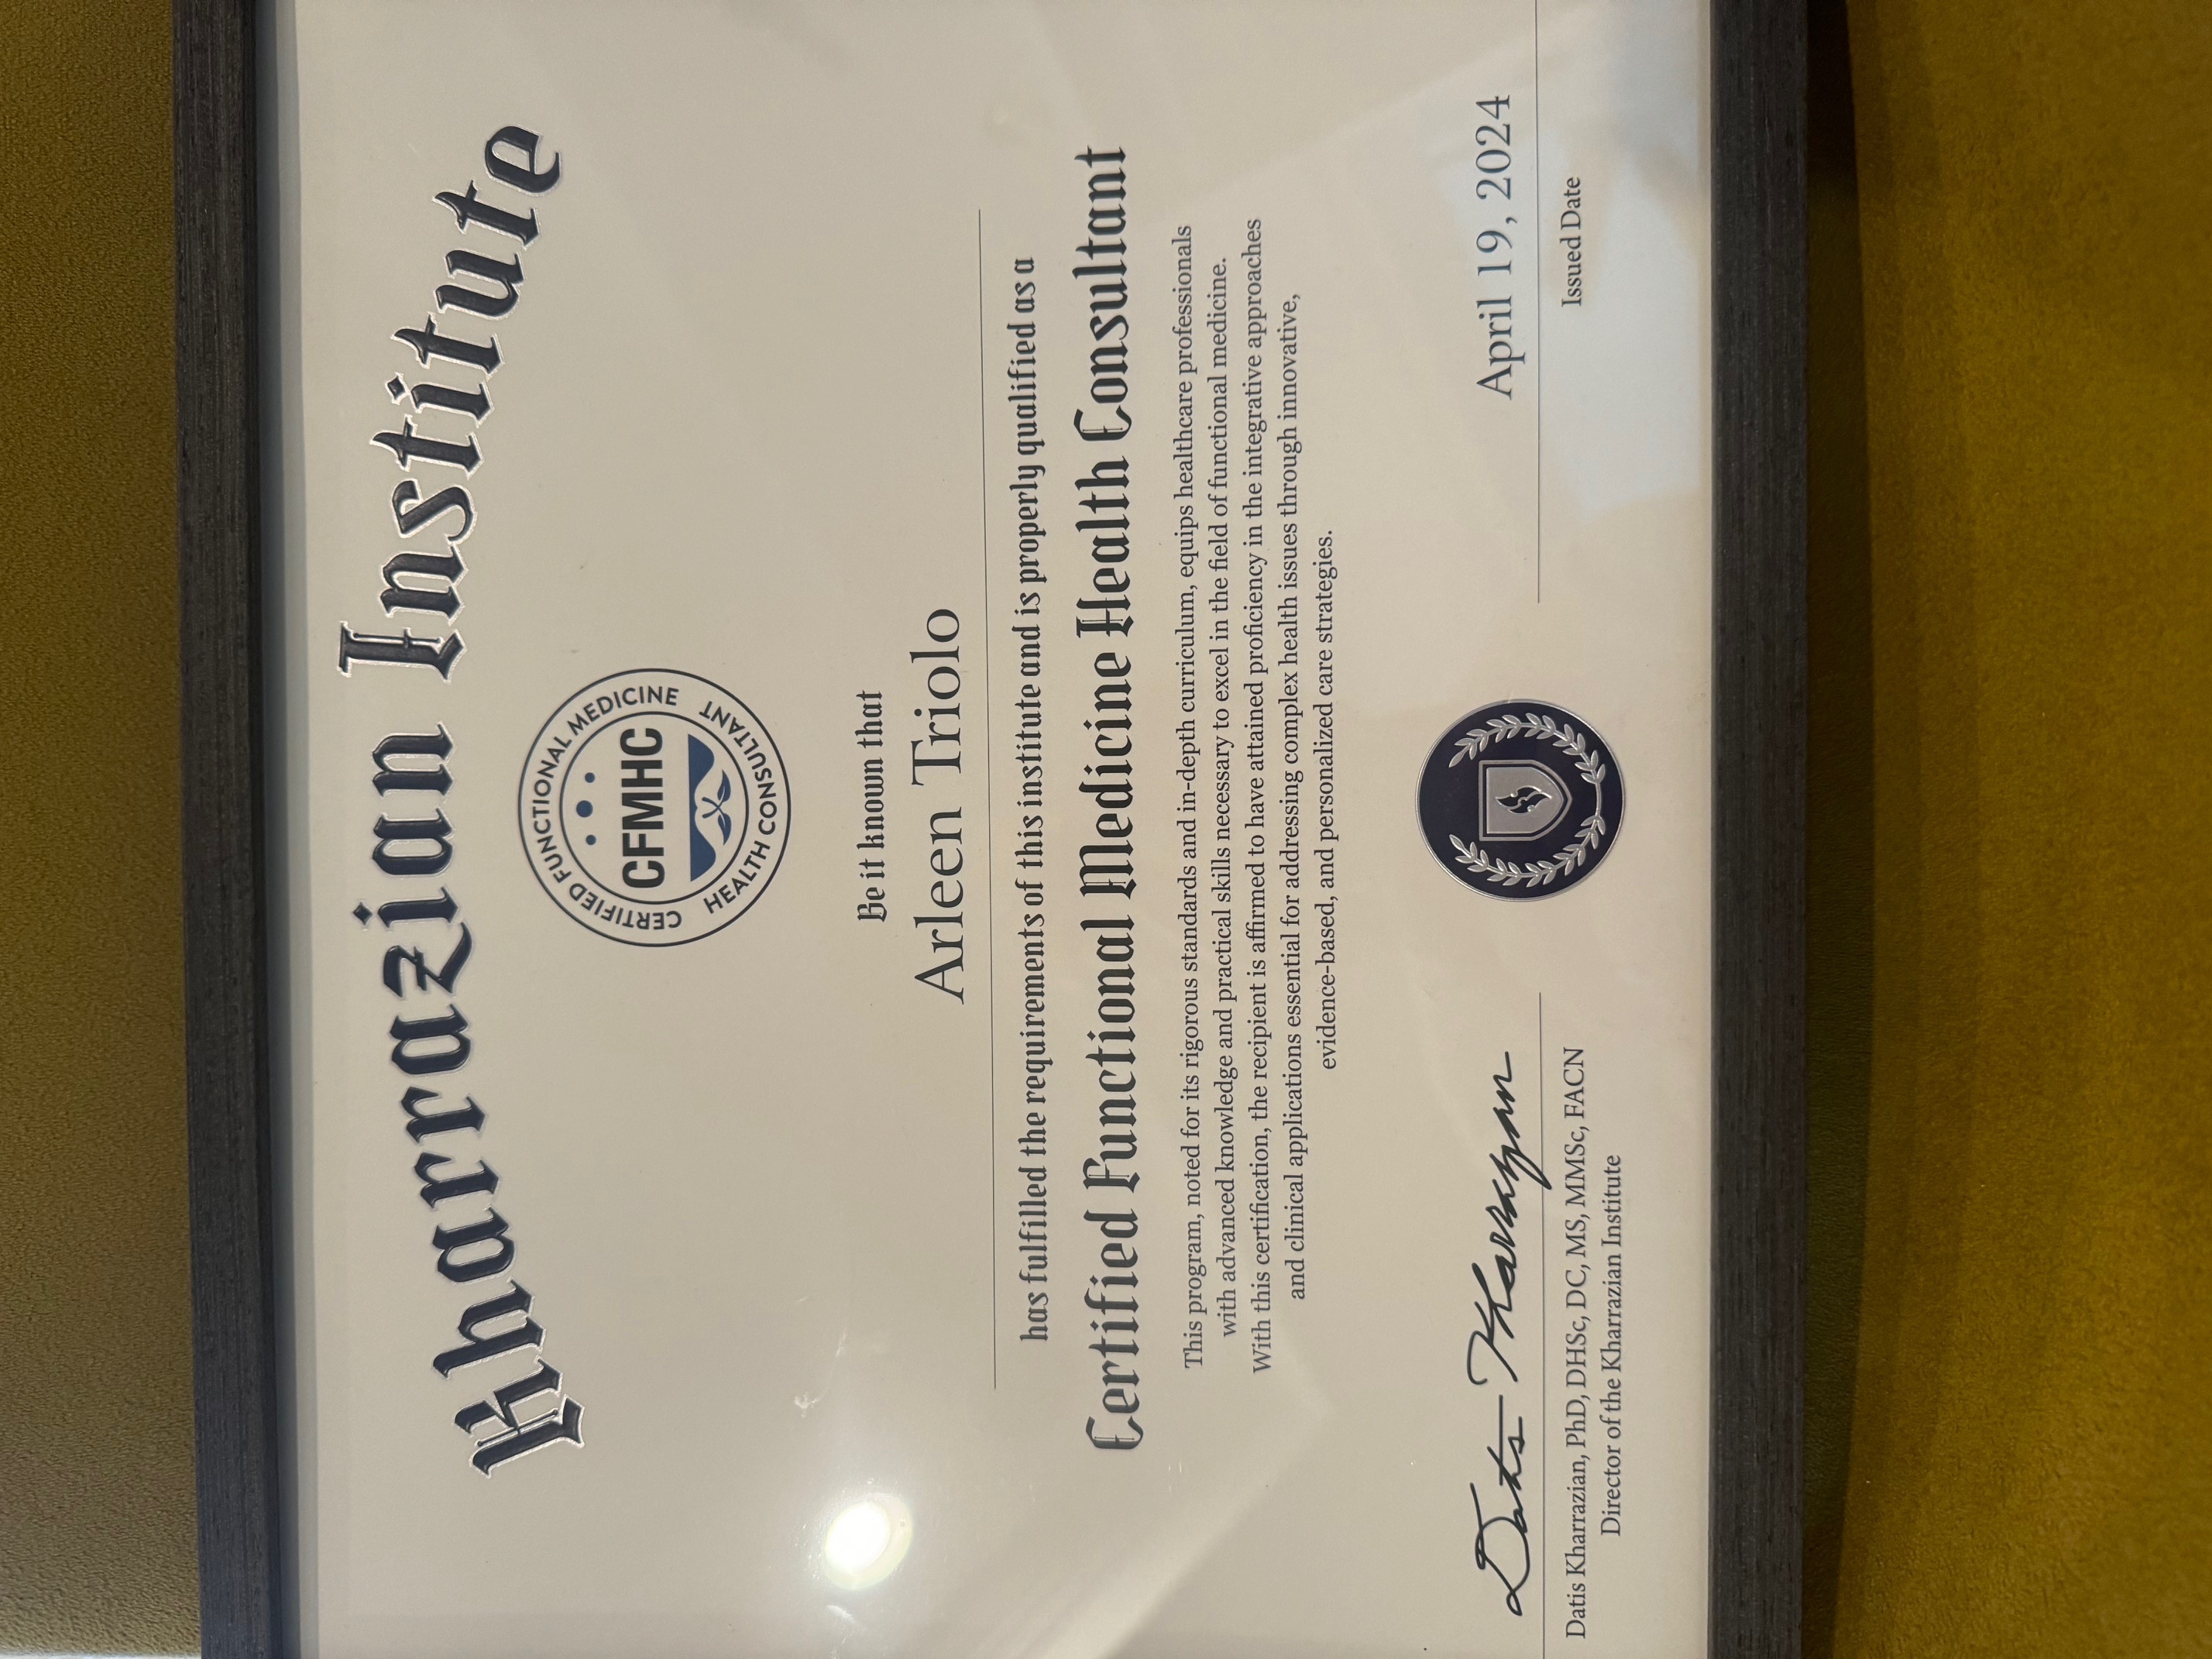 Kharrazian Institute
CERTIFIED FUNCTIONAL MEDICINE
CFMHC
HEALTH CONSULTANT
Be it known that
Arleen Triolo
has fulfilled the requirements of this institute and is properly qualified as a
Certified Functional Medicine Health Consultant
This program, noted for its rigorous standards and in-depth curriculum, equips healthcare professionals
with advanced knowledge and practical skills necessary to excel in the field of functional medicine.
With this certification, the recipient is affirmed to have attained proficiency in the integrative approaches
and clinical applications essential for addressing complex health issues through innovative,
evidence-based, and personalized care strategies.
Datis Kharrazian
April 19, 2024
Datis Kharrazian, PhD, DHSc, DC, MS, MMSc, FACN
Issued Date
Director of the Kharrazian Institute